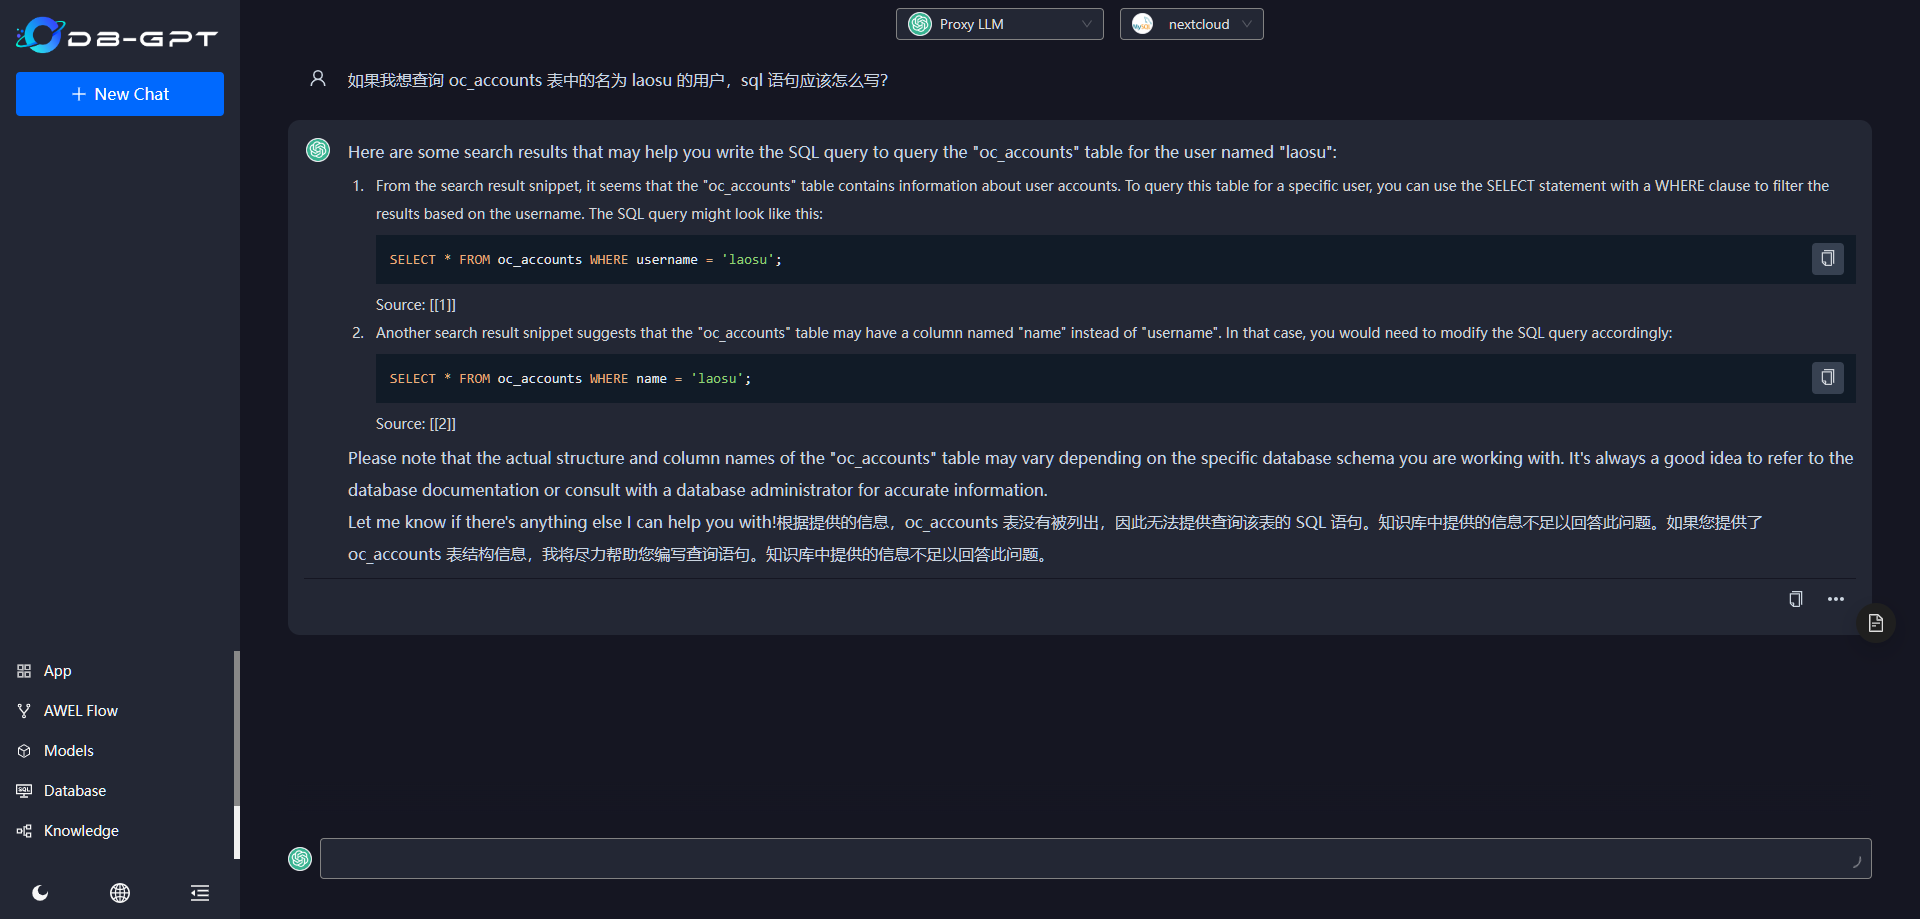 DB-GPT
New Chat
Proxy LLM
MySQL
nextcloud
如果我想查询 oc_accounts 表中的名为 laosu 的用户，sql 语句应该怎么写?
Here are some search results that may help you write the SQL query to query the "oc_accounts" table for the user named "laosu":
1. From the search result snippet, it seems that the "oc_accounts" table contains information about user accounts. To query this table for a specific user, you can use the SELECT statement with a WHERE clause to filter the
results based on the username. The SQL query might look like this:
SELECT * FROM oc_accounts WHERE username = 'laosu';
Source: [[1]]
2. Another search result snippet suggests that the "oc_accounts" table may have a column named "name" instead of "username". In that case, you would need to modify the SQL query accordingly:
SELECT * FROM oc_accounts WHERE name = 'laosu';
Source: [[2]]
Please note that the actual structure and column names of the "oc_accounts" table may vary depending on the specific database schema you are working with. It's always a good idea to refer to the
database documentation or consult with a database administrator for accurate information.
Let me know if there's anything else I can help you with!根据提供的信息，oc_accounts 表没有被列出，因此无法提供查询该表的 SQL 语句。知识库中提供的信息不足以回答此问题。如果您提供了
oc_accounts 表结构信息，我将尽力帮助您编写查询语句。知识库中提供的信息不足以回答此问题。
App
AWEL Flow
Models
SQL
Database
Knowledge